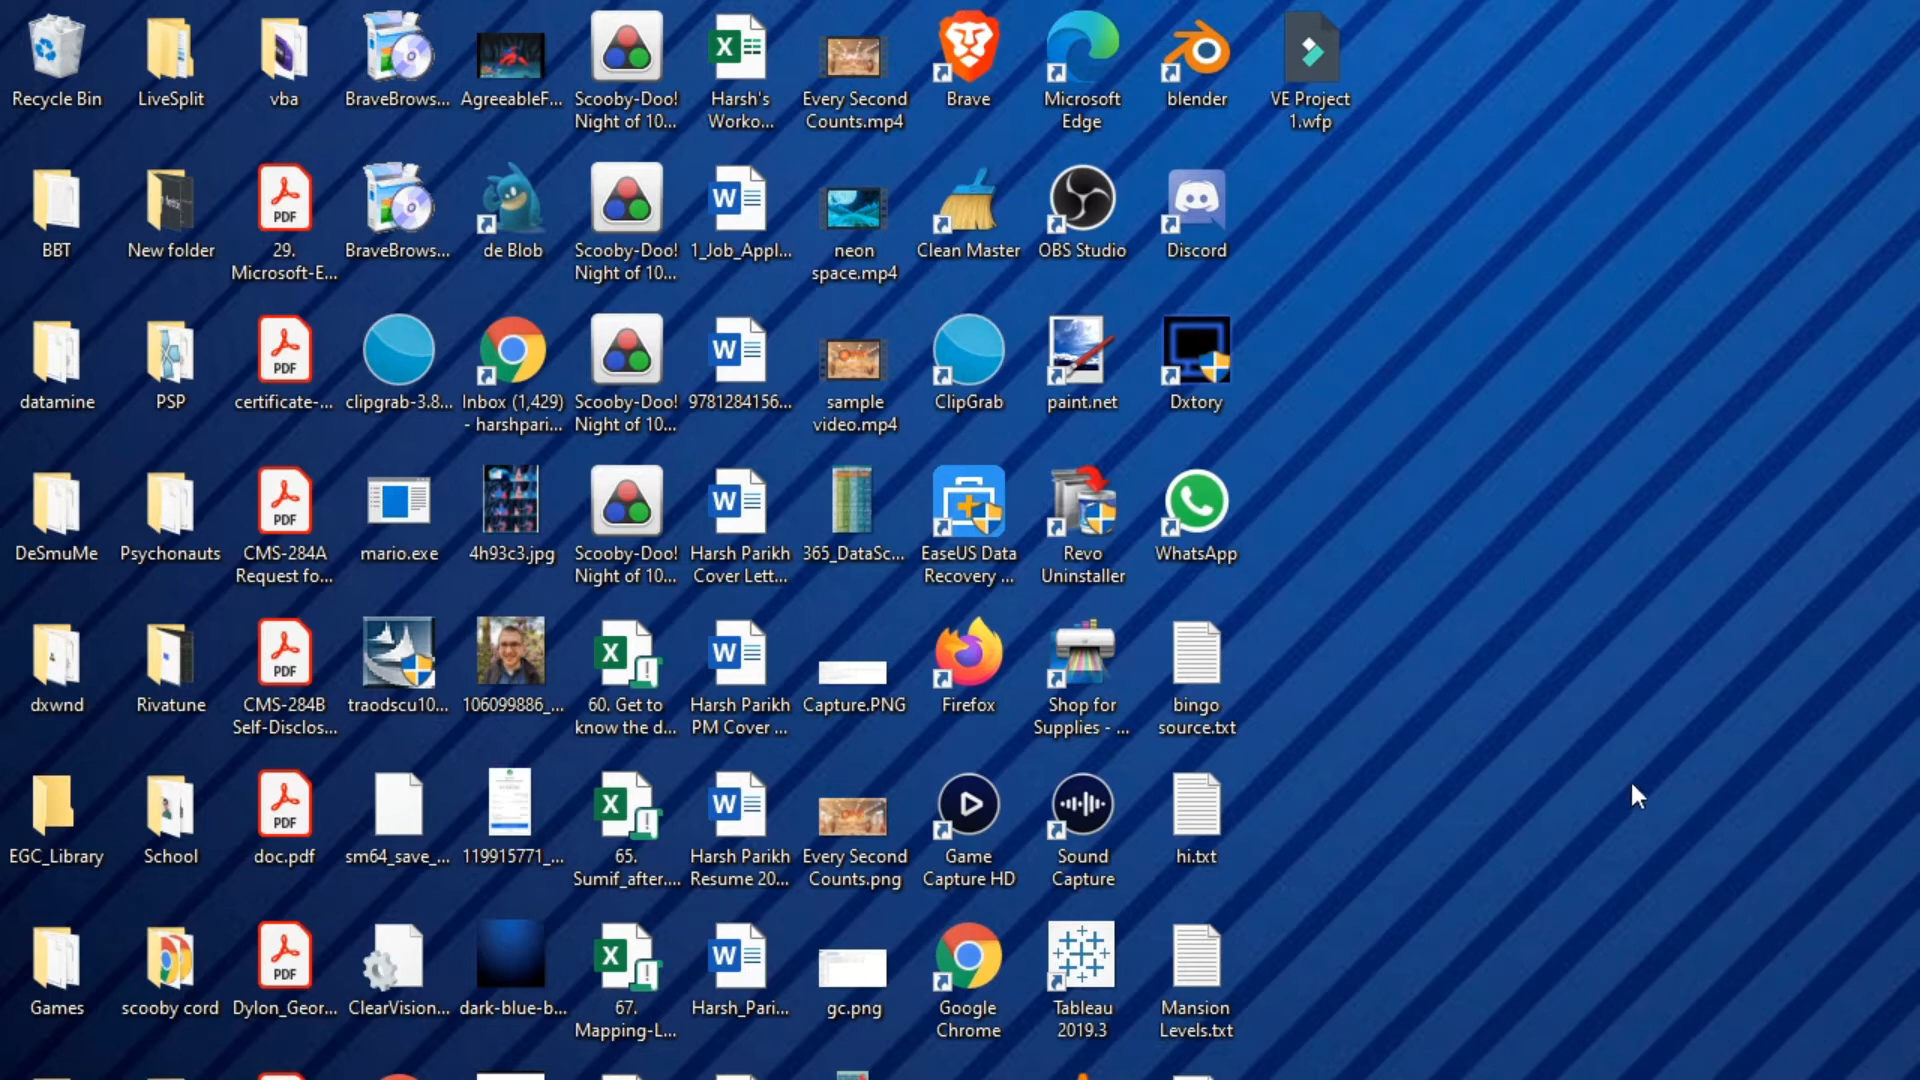 Recycle Bin
LiveSplit
vba
BraveBrows...
AgreeableF...
Scooby-Doo!
Night of 10...
Harsh's
Worko...
Every Second
Counts.mp4
Brave
Microsoft
Edge
blender
VE Project
1.wfp
BBT
New folder
PDF
29.
Microsoft-E...
BraveBrows...
de Blob
Scooby-Doo!
Night of 10...
1_Job_Appl...
neon
space.mp4
Clean Master
OBS Studio
Discord
datamine
PSP
PDF
certificate-...
clipgrab-3.8...
Inbox (1,429)
- harshpari...
Scooby-Doo!
Night of 10...
9781284156...
sample
video.mp4
ClipGrab
paint.net
Dxtory
DeSmuMe
Psychonauts
PDF
CMS-284A
Request fo...
mario.exe
4h93c3.jpg
Scooby-Doo!
Night of 10...
Harsh Parikh
Cover Lett...
365_DataSc...
EaseUS Data
Recovery ...
Revo
Uninstaller
WhatsApp
dxwnd
Rivatune
PDF
CMS-284B
Self-Disclos...
traodscu10...
106099886_...
60. Get to
know the d...
Harsh Parikh
PM Cover ...
Capture.PNG
Firefox
Shop for
Supplies - ...
bingo
source.txt
EGC_Library
School
PDF
doc.pdf
sm64_save_...
119915771_...
65.
Sumif_after....
Harsh Parikh
Resume 20...
Every Second
Counts.png
Game
Capture HD
Sound
Capture
hi.txt
Games
scooby cord
PDF
Dylon_Geor...
ClearVision...
dark-blue-b...
67.
Mapping-L...
Harsh_Pari...
gc.png
Google
Chrome
Tableau
2019.3
Mansion
Levels.txt